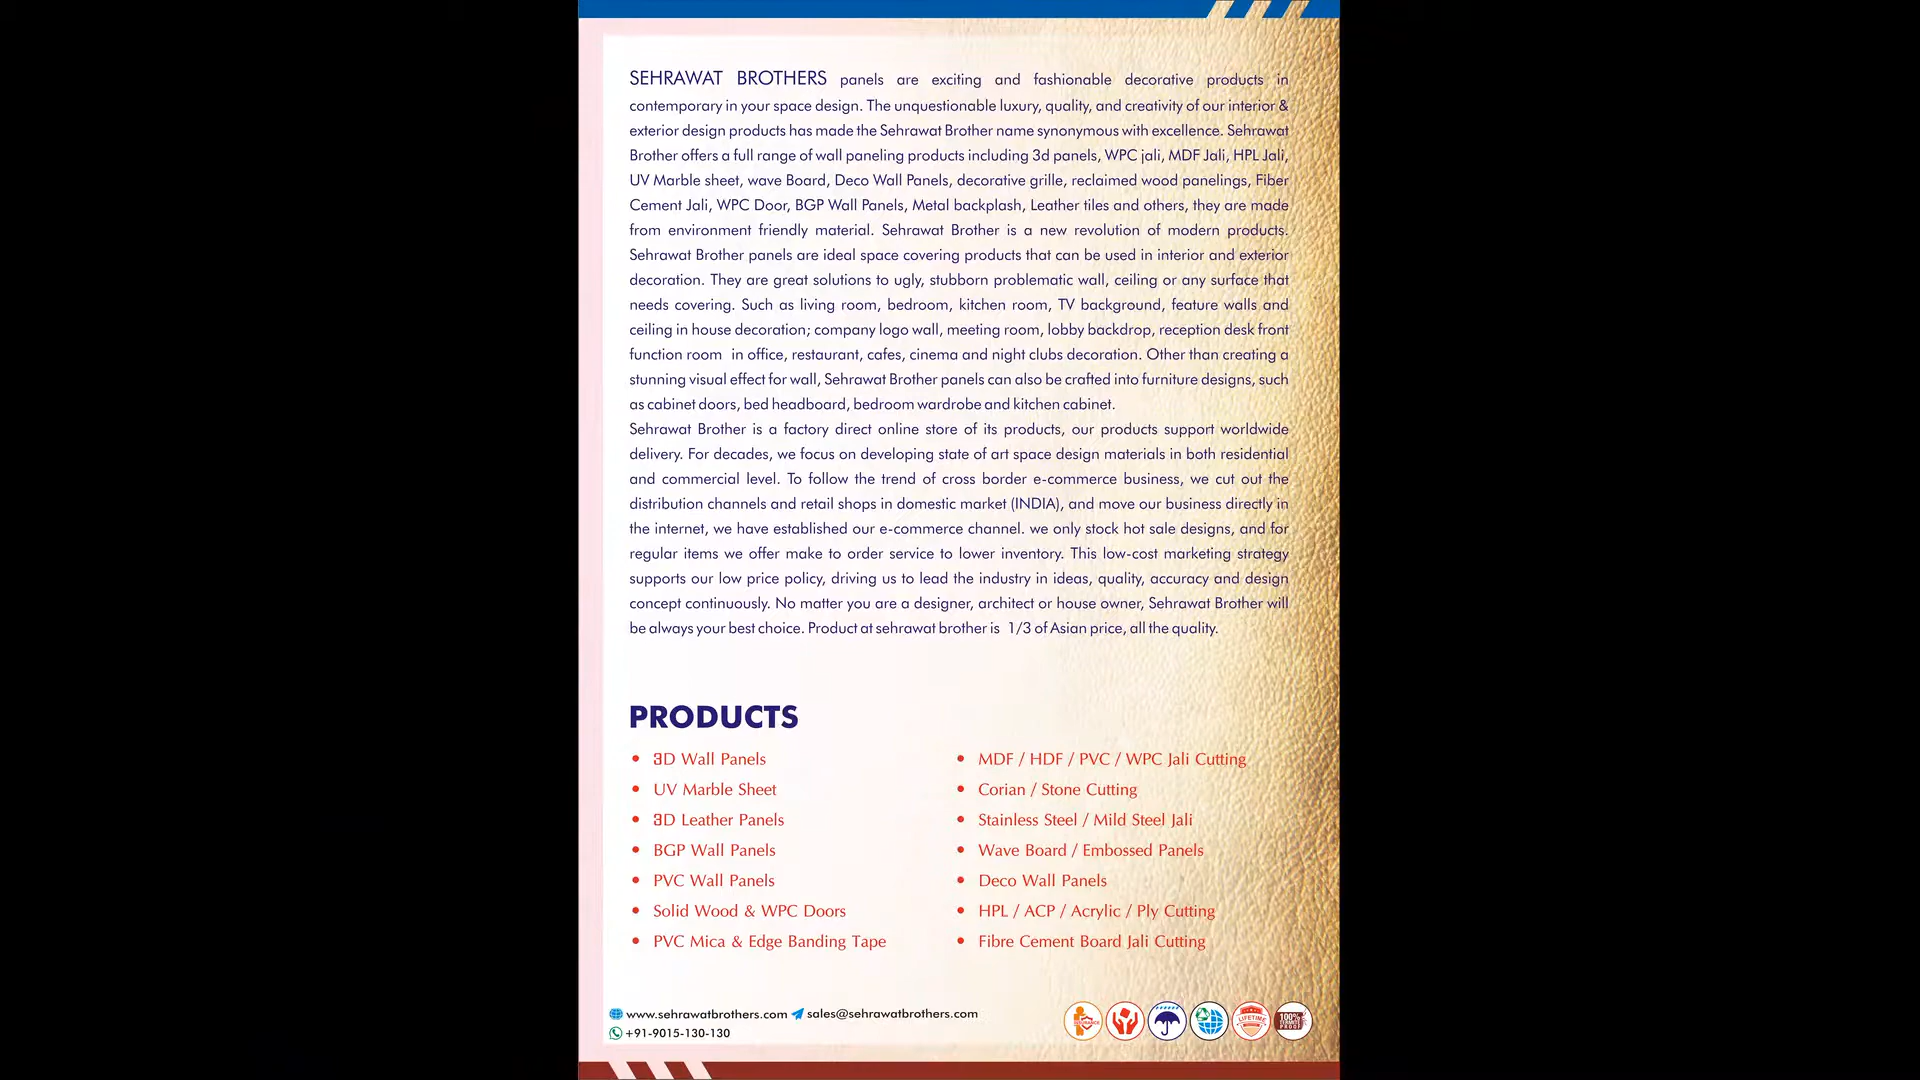 SEHRAWAT BROTHERS panels are exciting and fashionable decorative products in
contemporary in your space design. The unquestionable luxury, quality, and creativity of our interior &
exterior design products has made the Sehrawat Brother name synonymous with excellence. Sehrawat
Brother offers a full range of wall paneling products including 3d panels, WPC jali, MDF Jali, HPL Jali,
UV Marble sheet, wave Board, Deco Wall Panels, decorative grille, reclaimed wood panelings, Fiber
Cement Jali, WPC Door, BGP Wall Panels, Metal backplash, Leather tiles and others, they are made
from environment friendly material. Sehrawat Brother is a new revolution of modern products.
Sehrawat Brother panels are ideal space covering products that can be used in interior and exterior
decoration. They are great solutions to ugly, stubborn problematic wall, ceiling or any surface that
needs covering. Such as living room, bedroom, kitchen room, TV background, feature walls and
ceiling in house decoration; company logo wall, meeting room, lobby backdrop, reception desk front
function room in office, restaurant, cafes, cinema and night clubs decoration. Other than creating a
stunning visual effect for wall, Sehrawat Brother panels can also be crafted into furniture designs, such
as cabinet doors, bed headboard, bedroom wardrobe and kitchen cabinet.
Sehrawat Brother is a factory direct online store of its products, our products support worldwide
delivery. For decades, we focus on developing state of art space design materials in both residential
and commercial level. To follow the trend of cross border e-commerce business, we cut out the
distribution channels and retail shops in domestic market (INDIA), and move our business directly in
the internet, we have established our e-commerce channel. we only stock hot sale designs, and for
regular items we offer make to order service to lower inventory. This low-cost marketing strategy
supports our low price policy, driving us to lead the industry in ideas, quality, accuracy and design
concept continuously. No matter you are a designer, architect or house owner, Sehrawat Brother will
be always your best choice. Product at sehrawat brother is 1/3 of Asian price, all the quality.
PRODUCTS
• 3D Wall Panels
• UV Marble Sheet
• 3D Leather Panels
• BGP Wall Panels
• PVC Wall Panels
• Solid Wood & WPC Doors
• PVC Mica & Edge Banding Tape
• MDF / HDF / PVC / WPC Jali Cutting
• Corian / Stone Cutting
• Stainless Steel / Mild Steel Jali
• Wave Board / Embossed Panels
• Deco Wall Panels
• HPL / ACP / Acrylic / Ply Cutting
• Fibre Cement Board Jali Cutting
www.sehrawatbrothers.com sales@sehrawatbrothers.com
+91-9015-130-130
LIFETIME
100%
TERMITE
PROOF